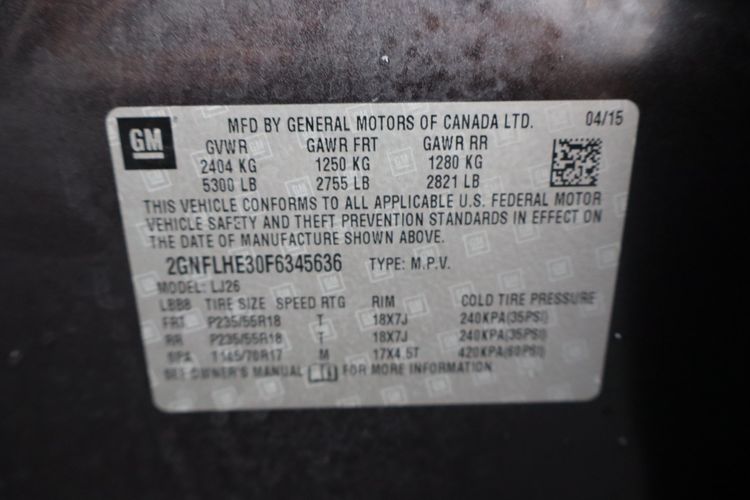 GM
MFD BY GENERAL MOTORS OF CANADA LTD. 04/15
GVWR GAWR FRT GAWR RR
2404 KG 1250 KG 1280 KG
5300 LB 2755 LB 2821 LB
THIS VEHICLE CONFORMS TO ALL APPLICABLE U.S. FEDERAL MOTOR
VEHICLE SAFETY AND THEFT PREVENTION STANDARDS IN EFFECT ON
THE DATE OF MANUFACTURE SHOWN ABOVE.
2GNFLHE30F6345636 TYPE: M.P.V.
MODEL: LJ26
LBB8 TIRE SIZE SPEED RTG RIM COLD TIRE PRESSURE
FRT P235/55R18 T 18X7J 240KPA(35PSI)
RR P235/55R18 T 18X7J 240KPA(35PSI)
SPA T145/70R17 M 17X4.5T 420KPA(60PSI)
SEE OWNER'S MANUAL FOR MORE INFORMATION.